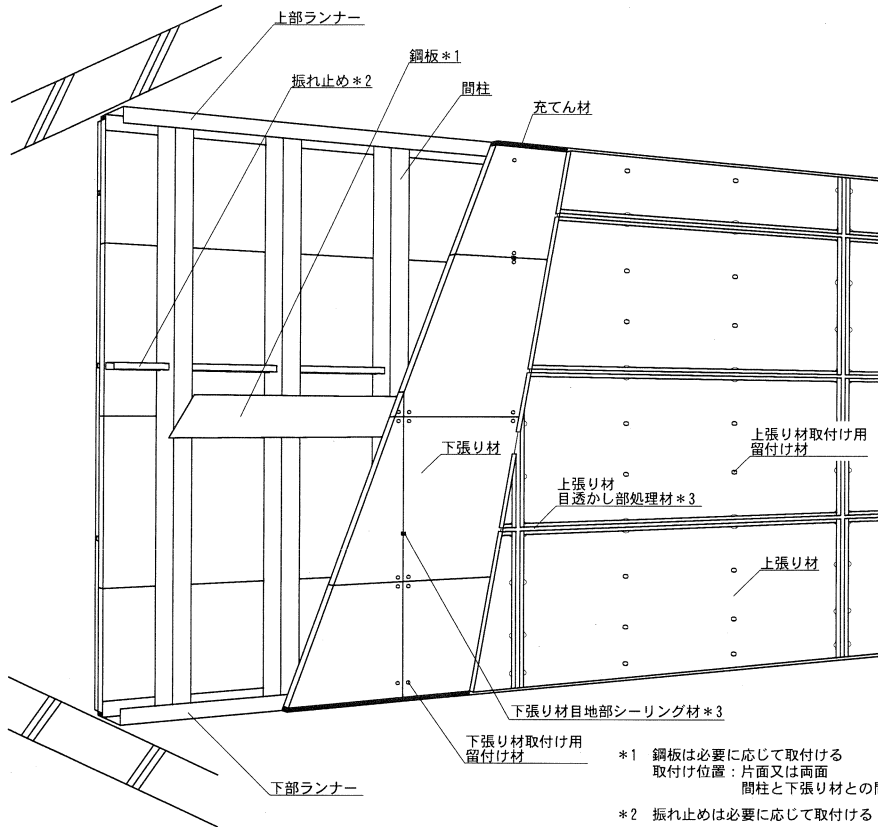 上部ランナー
鋼板*1
振れ止め*2
間柱
充てん材
下張り材
上張り材取付け用
留付け材
上張り材
目透かし部処理材*3
上張り材
下張り材目地部シーリング材*3
下張り材取付け用
留付け材
下部ランナー
*1 鋼板は必要に応じて取付ける
取付け位置：片面又は両面
間柱と下張り材との
*2 振れ止めは必要に応じて取付ける